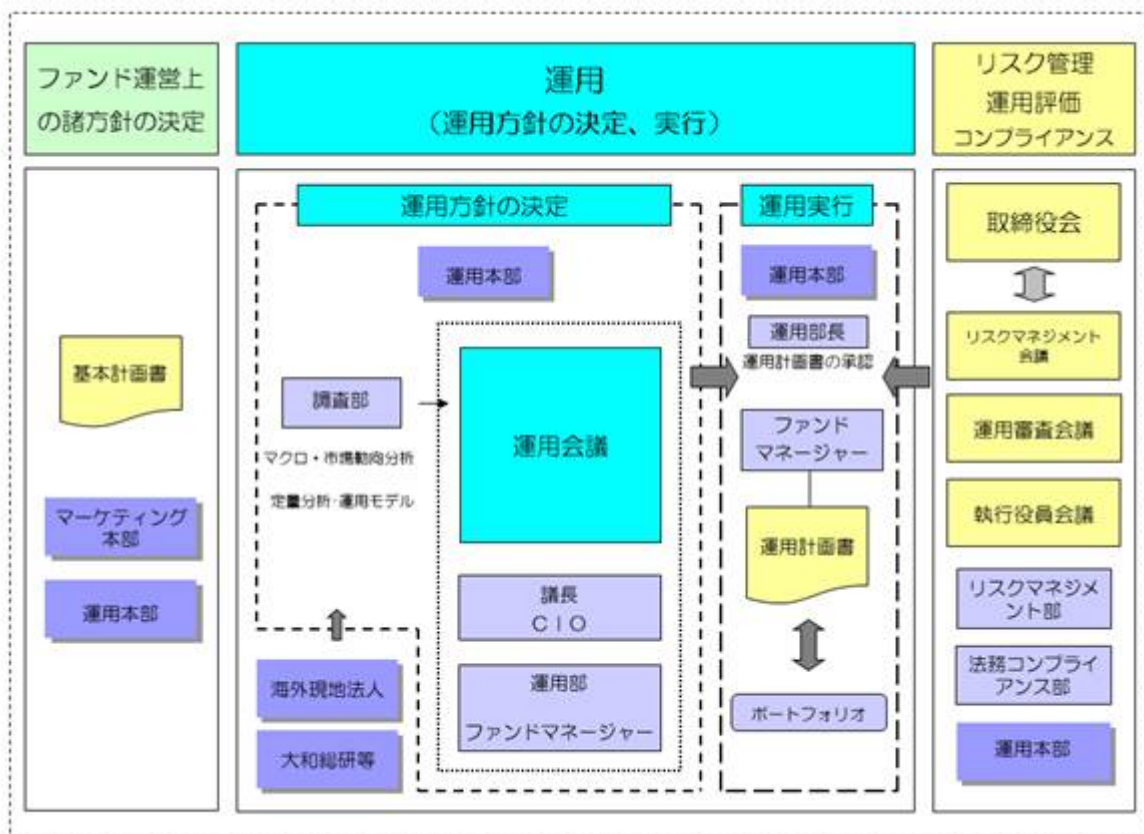 ファンド運営上
の諸方針の決定
運用
（運用方針の決定、実行）
リスク管理
運用評価
コンプライアンス
基本計画書
マーケティング
本部
運用本部
運用方針の決定
運用本部
調査部
マクロ・市場動向分析
定量分析・運用モデル
運用会議
議長
ＣＩＯ
運用部
ファンドマネージャー
海外現地法人
大和総研等
運用実行
運用本部
運用部長
運用計画書の承認
ファンド
マネージャー
運用計画書
ポートフォリオ
取締役会
リスクマネジメント
会議
運用審査会議
執行役員会議
リスクマネジメ
ント部
法務コンプライ
アンス部
運用本部